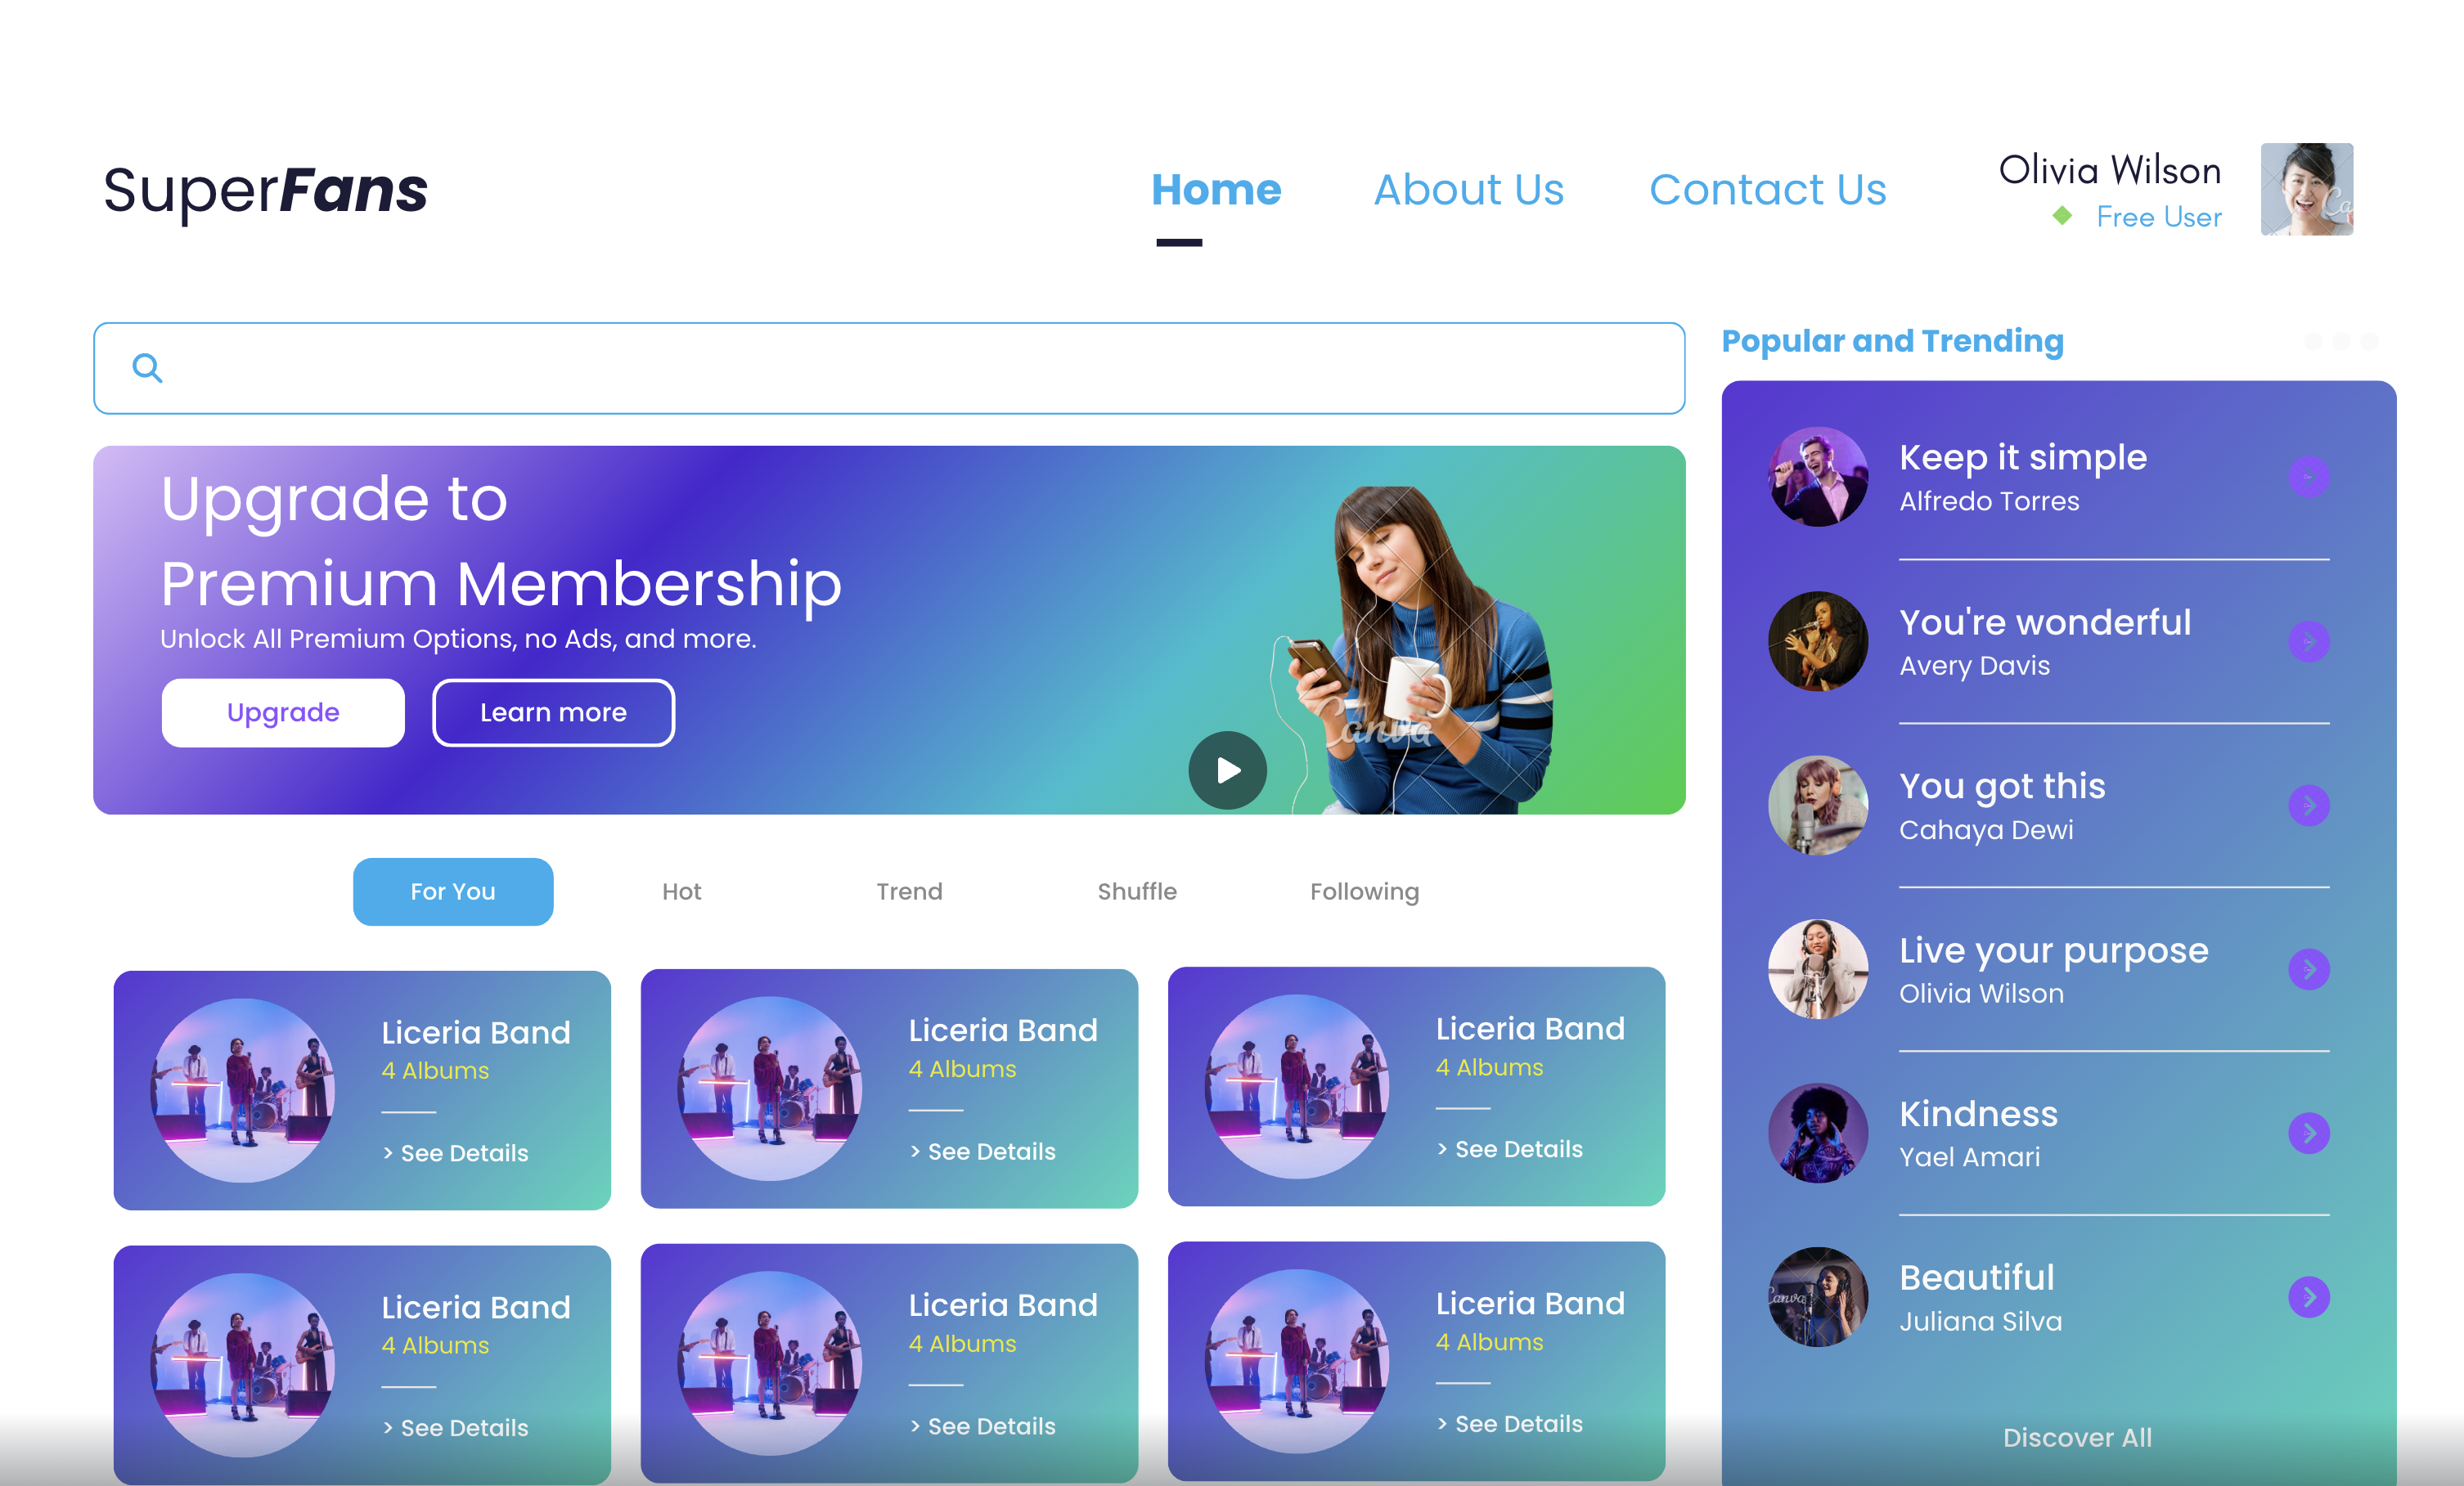 SuperFans
Home
About Us
Contact Us
Olivia Wilson
Free User
Upgrade to
Premium Membership
Unlock All Premium Options, no Ads, and more.
Upgrade
Learn more
Canva
For You
Hot
Trend
Shuffle
Following
Liceria Band
4 Albums
> See Details
Liceria Band
4 Albums
> See Details
Liceria Band
4 Albums
> See Details
Liceria Band
4 Albums
> See Details
Liceria Band
4 Albums
> See Details
Liceria Band
4 Albums
> See Details
Popular and Trending
Keep it simple
Alfredo Torres
You're wonderful
Avery Davis
You got this
Cahaya Dewi
Live your purpose
Olivia Wilson
Kindness
Yael Amari
Beautiful
Juliana Silva
Canva
Discover All